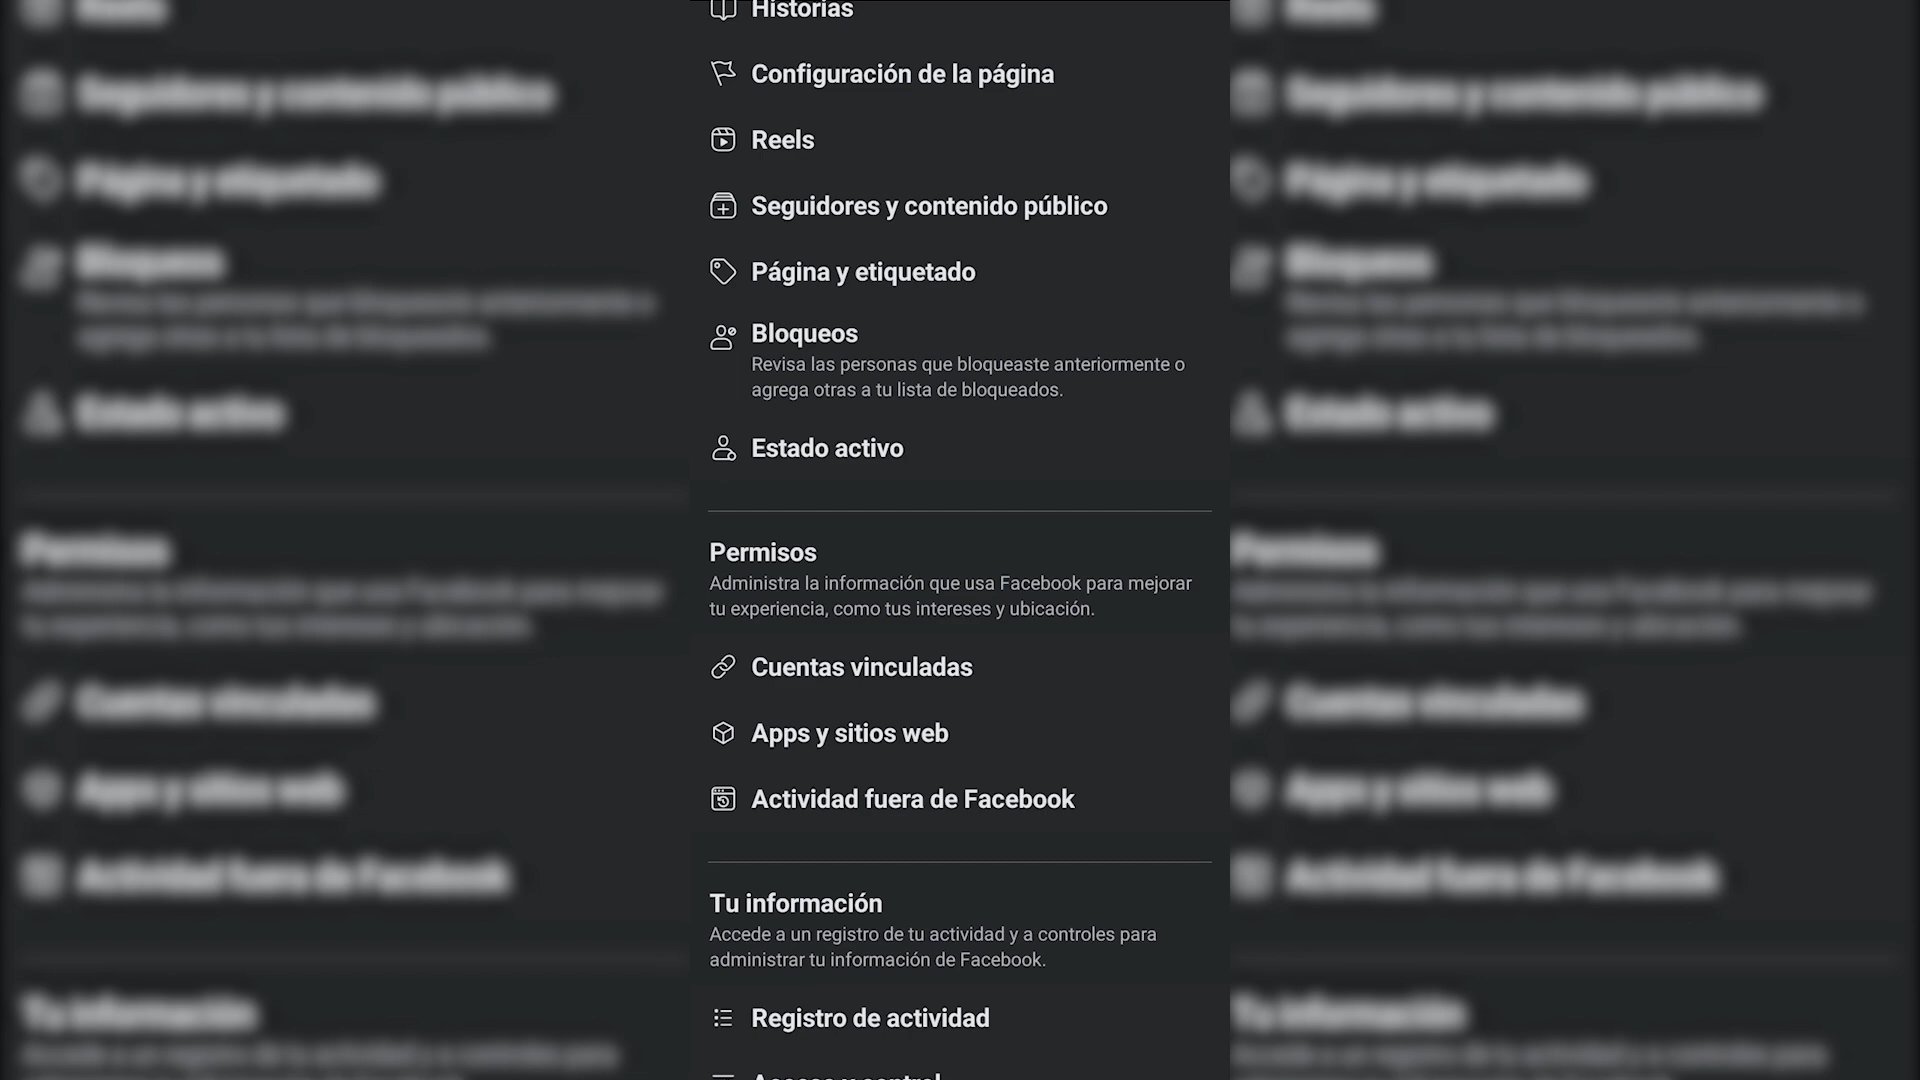 Historias
Configuración de la página
Reels
Seguidores y contenido público
Página y etiquetado
Bloqueos
Revisa las personas que bloqueaste anteriormente o
agrega otras a tu lista de bloqueados.
Estado activo
Permisos
Administra la información que usa Facebook para mejorar
tu experiencia, como tus intereses y ubicación.
Cuentas vinculadas
Apps y sitios web
Actividad fuera de Facebook
Tu información
Accede a un registro de tu actividad y a controles para
administrar tu información de Facebook.
Registro de actividad